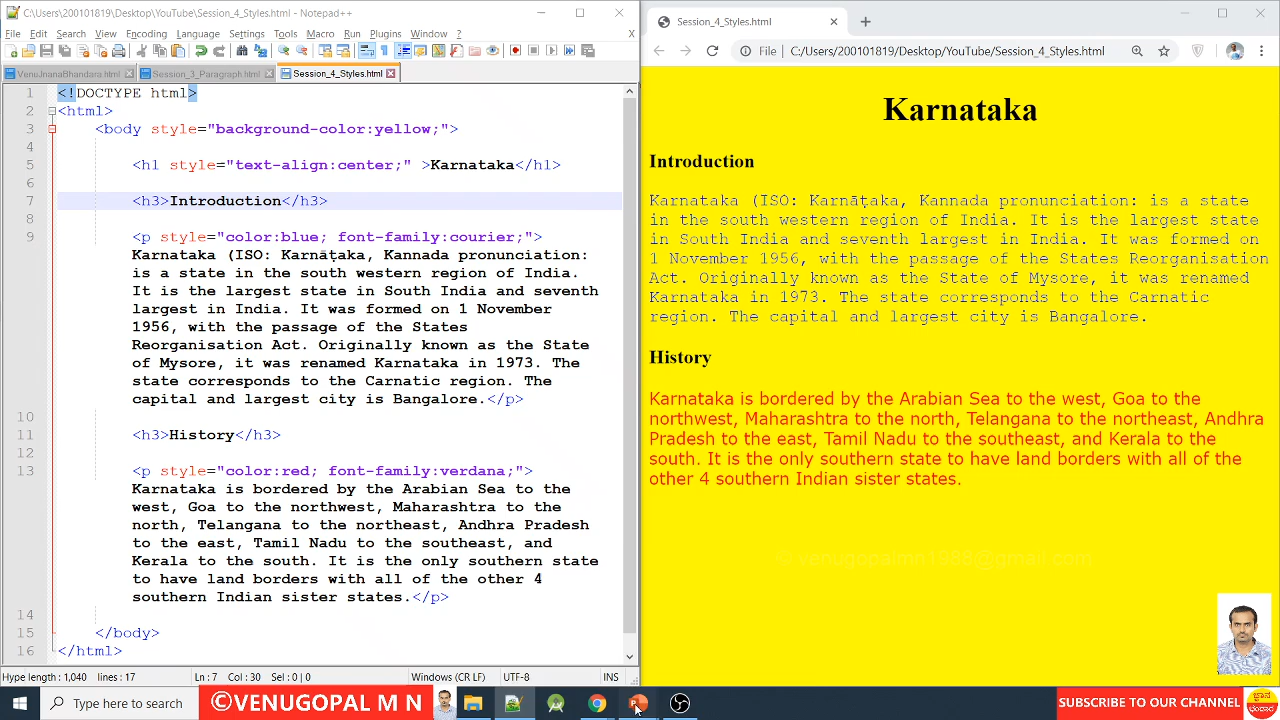 C:\Users\200101819\Desktop\YouTube\Session_4_Styles.html - Notepad++
File Edit Search View Encoding Language Settings Tools Macro Run Plugins Window ? X
VenuJnanaBhandara.html Session_3_Paragraph.html Session_4_Styles.html
1 <!DOCTYPE html>
2 <html>
3 <body style="background-color:yellow;">
4
5 <h1 style="text-align:center;" >Karnataka</h1>
6
7 <h3>Introduction</h3>
8
9 <p style="color:blue; font-family:courier;">
Karnataka (ISO: Karnāṭaka, Kannada pronunciation:
is a state in the south western region of India.
It is the largest state in South India and seventh
largest in India. It was formed on 1 November
1956, with the passage of the States
Reorganisation Act. Originally known as the State
of Mysore, it was renamed Karnataka in 1973. The
state corresponds to the Carnatic region. The
capital and largest city is Bangalore.</p>
10
11 <h3>History</h3>
12
13 <p style="color:red; font-family:verdana;">
Karnataka is bordered by the Arabian Sea to the
west, Goa to the northwest, Maharashtra to the
north, Telangana to the northeast, Andhra Pradesh
to the east, Tamil Nadu to the southeast, and
Kerala to the south. It is the only southern state
to have land borders with all of the other 4
southern Indian sister states.</p>
14
15 </body>
16 </html>
Hype length : 1,040 lines : 17 Ln : 7 Col : 30 Sel : 0 | 0 Windows (CR LF) UTF-8 INS
Session_4_Styles.html
File C:/Users/200101819/Desktop/YouTube/Session_4_Styles.html
Karnataka
Introduction
Karnataka (ISO: Karnāṭaka, Kannada pronunciation: is a state
in the south western region of India. It is the largest state
in South India and seventh largest in India. It was formed on
1 November 1956, with the passage of the States Reorganisation
Act. Originally known as the State of Mysore, it was renamed
Karnataka in 1973. The state corresponds to the Carnatic
region. The capital and largest city is Bangalore.
History
Karnataka is bordered by the Arabian Sea to the west, Goa to the
northwest, Maharashtra to the north, Telangana to the northeast, Andhra
Pradesh to the east, Tamil Nadu to the southeast, and Kerala to the
south. It is the only southern state to have land borders with all of the
other 4 southern Indian sister states.
© venugopalmn1388@gmail.com
Type here to search
©VENUGOPAL M N
SUBSCRIBE TO OUR CHANNEL
ಜ್ಞಾನ
ಭಂಡಾರ